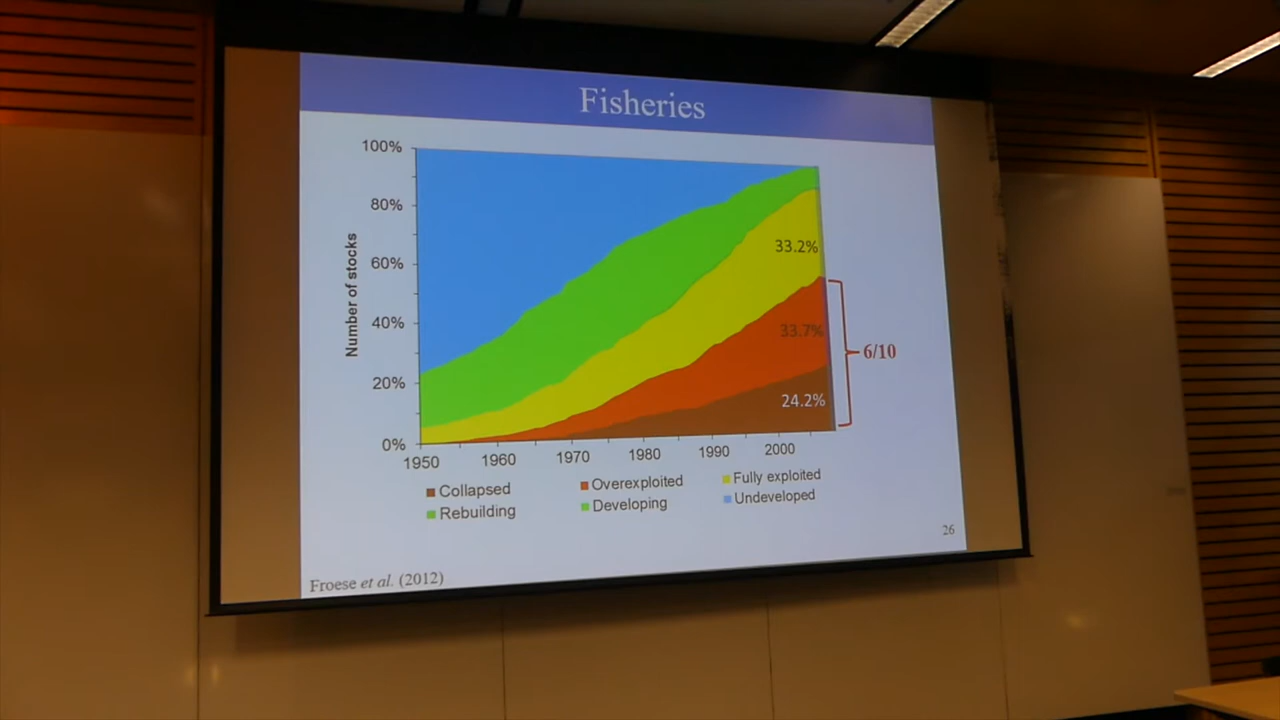 Fisheries
100%
80%
60%
40%
20%
0%
Number of stocks
33.2%
33.7%
24.2%
6/10
1950 1960 1970 1980 1990 2000
Collapsed Overexploited Fully exploited
Rebuilding Developing Undeveloped
26
Froese et al. (2012)